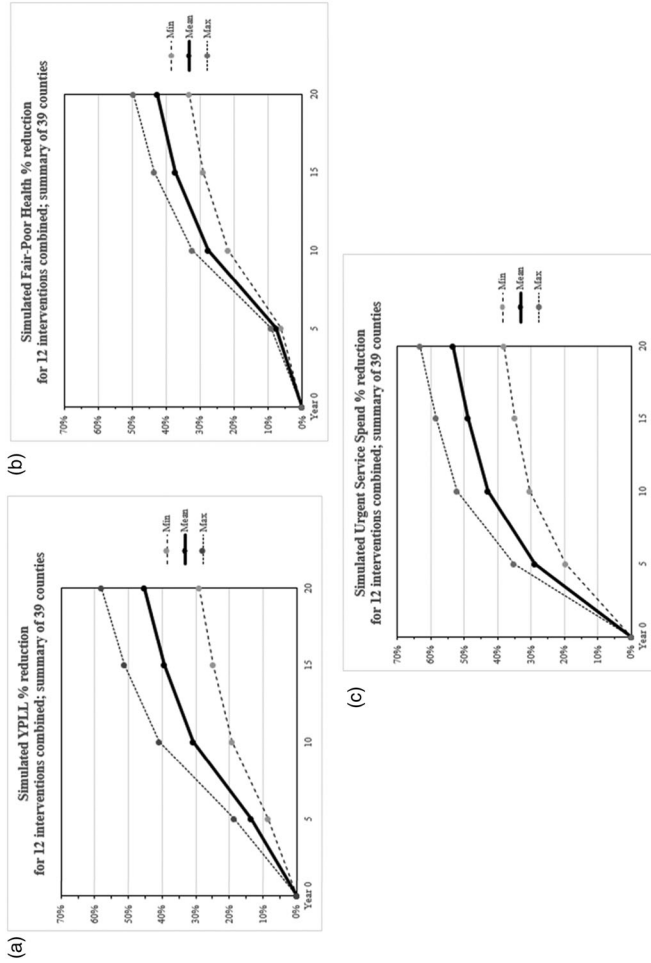 (a)
Simulated YPLL % reduction
for 12 interventions combined; summary of 39 counties
70%
60%
50%
40%
30%
20%
10%
0%
Year 0
5
10
15
20
Min
Mean
Max
(b)
Simulated Fair-Poor Health % reduction
for 12 interventions combined; summary of 39 counties
70%
60%
50%
40%
30%
20%
10%
0%
Year 0
5
10
15
20
Min
Mean
Max
(c)
Simulated Urgent Service Spend % reduction
for 12 interventions combined; summary of 39 counties
70%
60%
50%
40%
30%
20%
10%
0%
Year 0
5
10
15
20
Min
Mean
Max